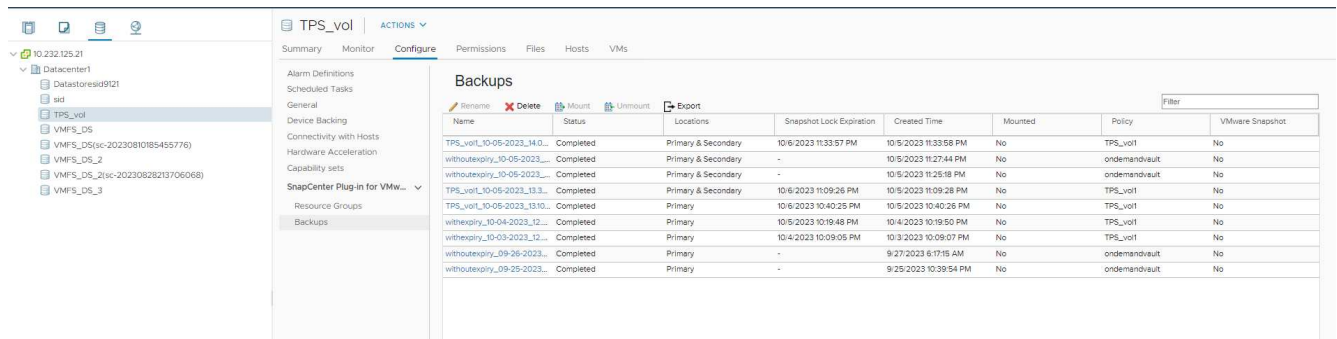 TPS_vol ACTIONS
Summary Monitor Configure Permissions Files Hosts VMs
10.232.125.21
Datacenter1
Datastoresid9121
sid
TPS_vol
VMFS_DS
VMFS_DS(sc-20230810185455776)
VMFS_DS_2
VMFS_DS_2(sc-20230828213706068)
VMFS_DS_3
Alarm Definitions
Scheduled Tasks
General
Device Backing
Connectivity with Hosts
Hardware Acceleration
Capability sets
SnapCenter Plug-in for VMw...
Resource Groups
Backups
Backups
Rename Delete Mount Unmount Export Filter
Name Status Locations Snapshot Lock Expiration Created Time Mounted Policy VMware Snapshot
TPS_vol1_10-05-2023_14.0... Completed Primary & Secondary 10/6/2023 11:33:57 PM 10/5/2023 11:33:58 PM No TPS_vol1 No
withoutexpiry_10-05-2023_... Completed Primary & Secondary - 10/5/2023 11:27:44 PM No ondemandvault No
withoutexpiry_10-05-2023_... Completed Primary & Secondary - 10/5/2023 11:25:18 PM No ondemandvault No
TPS_vol1_10-05-2023_13.3... Completed Primary & Secondary 10/6/2023 11:09:26 PM 10/5/2023 11:09:28 PM No TPS_vol1 No
TPS_vol1_10-05-2023_13.10... Completed Primary 10/6/2023 10:40:25 PM 10/5/2023 10:40:26 PM No TPS_vol1 No
withexpiry_10-04-2023_12.... Completed Primary 10/5/2023 10:19:48 PM 10/4/2023 10:19:50 PM No TPS_vol1 No
withexpiry_10-03-2023_12.... Completed Primary 10/4/2023 10:09:05 PM 10/3/2023 10:09:07 PM No TPS_vol1 No
withoutexpiry_09-26-2023... Completed Primary - 9/27/2023 6:17:15 AM No ondemandvault No
withoutexpiry_09-25-2023... Completed Primary - 9/25/2023 10:39:54 PM No ondemandvault No